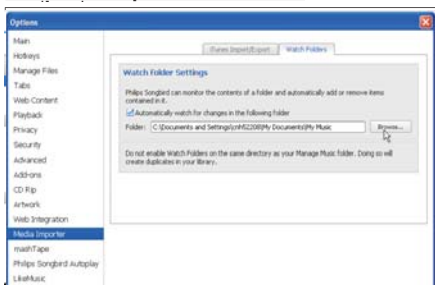 Options
Main
Hotkeys
Manage Files
Tabs
Web Content
Playback
Privacy
Security
Advanced
Add-ons
CD Rip
Artwork
Web Integration
Media Importer
mashTape
Philips Songbird Autoplay
LikeMusic
iTunes Import/Export
Watch Folders
Watch Folder Settings
Philips Songbird can monitor the contents of a folder and automatically add or remove items
contained in it.
Automatically watch for changes in the following folder
Folder: C:\Documents and Settings\cnh52208\My Documents\My Music
Browse...
Do not enable Watch Folders on the same directory as your Manage Music folder. Doing so will
create duplicates in your library.